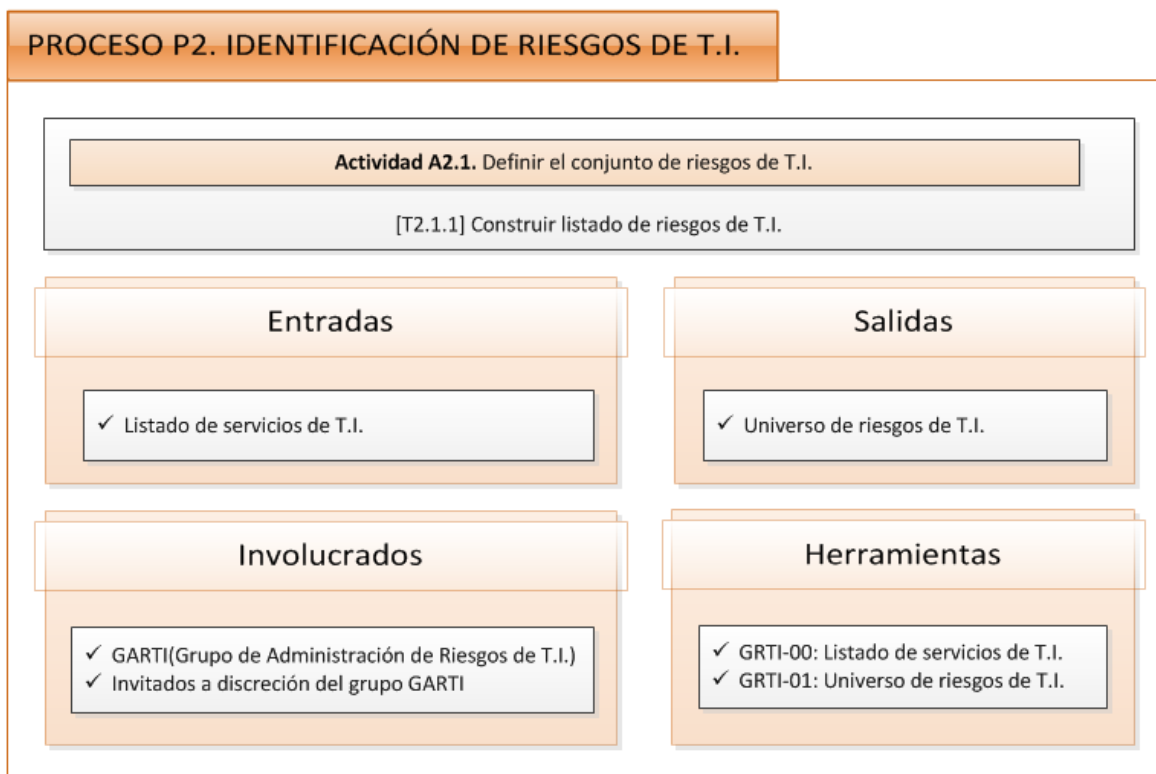 PROCESO P2. IDENTIFICACIÓN DE RIESGOS DE T.I.
Actividad A2.1. Definir el conjunto de riesgos de T.I.
[T2.1.1] Construir listado de riesgos de T.I.
Entradas
✓ Listado de servicios de T.I.
Salidas
✓ Universo de riesgos de T.I.
Involucrados
✓ GARTI(Grupo de Administración de Riesgos de T.I.)
✓ Invitados a discreción del grupo GARTI
Herramientas
✓ GRTI-00: Listado de servicios de T.I.
✓ GRTI-01: Universo de riesgos de T.I.